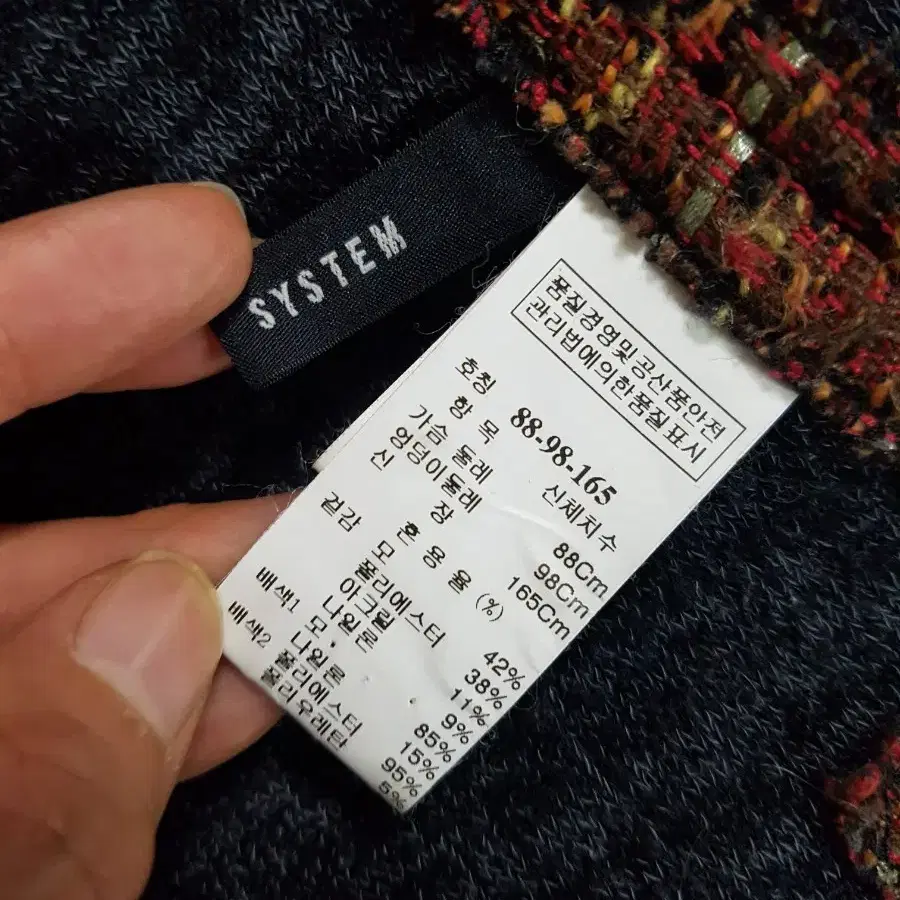 SYSTEM
품질경영및공산품안전
관리법에의한품질표시
호칭 88-98-165
항 목 신체치수
가슴 둘레 88Cm
엉덩이둘레 98Cm
신 장 165Cm
혼 용 율 (%)
겉감 모 42%
폴리에스터 38%
아크릴 11%
나일론 9%
배색1 모 85%
나일론 15%
배색2 폴리에스터 95%
폴리우레탄 5%